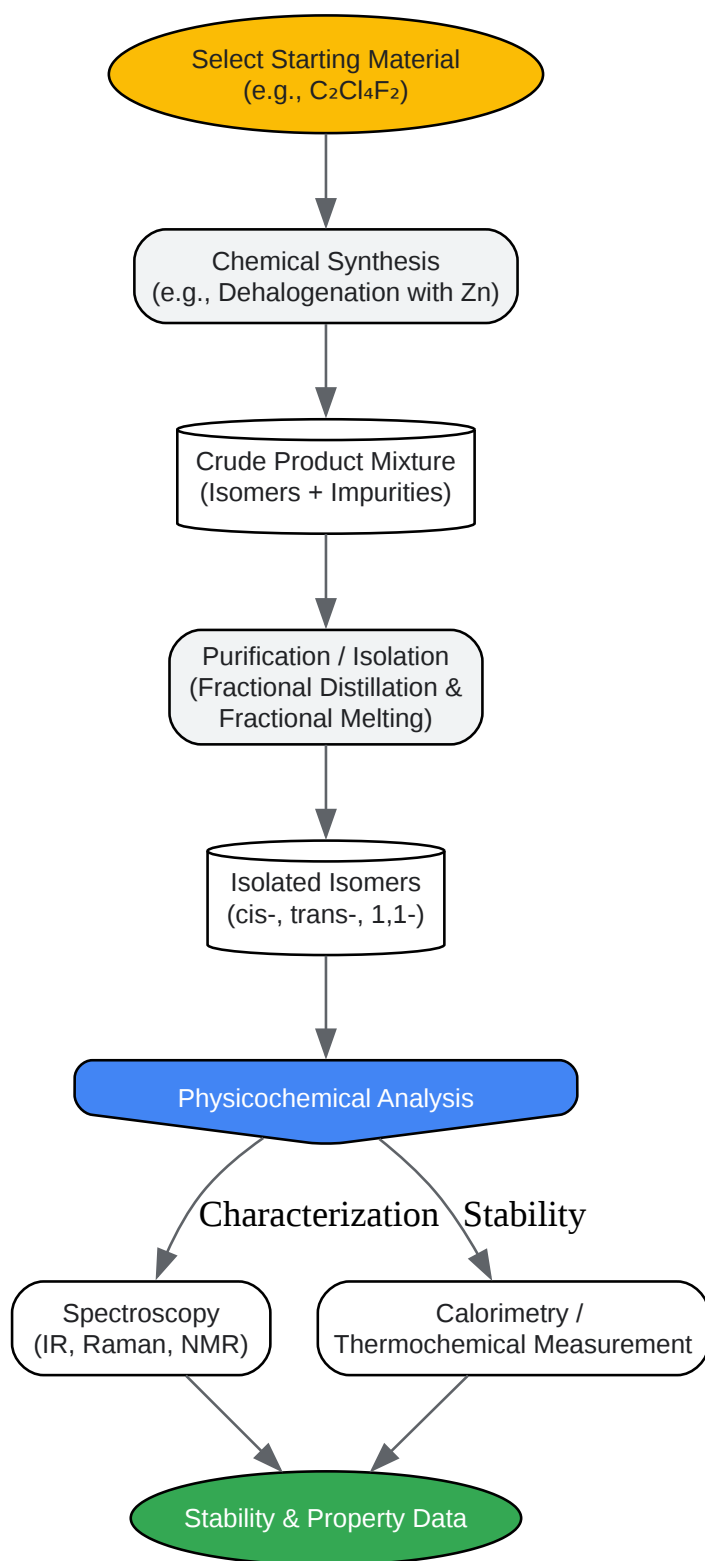 Select Starting Material
(e.g., C₂Cl₄F₂)
Chemical Synthesis
(e.g., Dehalogenation with Zn)
Crude Product Mixture
(Isomers + Impurities)
Purification / Isolation
(Fractional Distillation &
Fractional Melting)
Isolated Isomers
(cis-, trans-, 1,1-)
Physicochemical Analysis
Characterization
Stability
Spectroscopy
(IR, Raman, NMR)
Calorimetry /
Thermochemical Measurement
Stability & Property Data